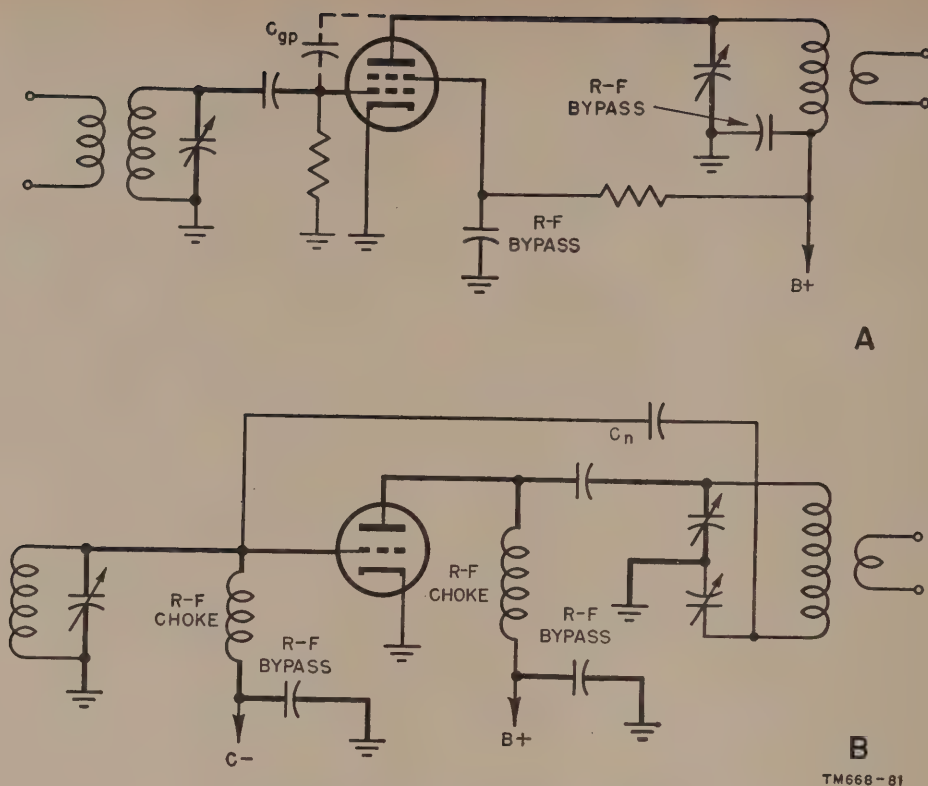 Cgp
R-F
BYPASS
R-F
BYPASS
B+
A
Cn
R-F
CHOKE
R-F
BYPASS
C-
R-F
CHOKE
R-F
BYPASS
B+
B
TM668-81